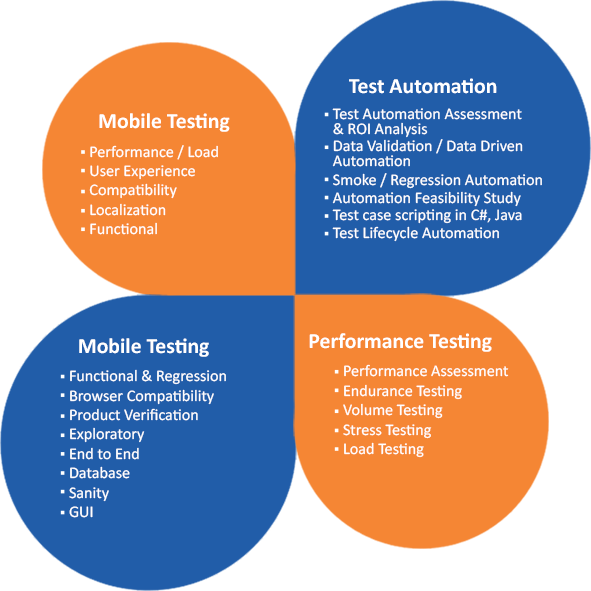 Mobile Testing
▪ Performance / Load
▪ User Experience
▪ Compatibility
▪ Localization
▪ Functional
Test Automation
▪ Test Automation Assessment
& ROI Analysis
▪ Data Validation / Data Driven
Automation
▪ Smoke / Regression Automation
▪ Automation Feasibility Study
▪ Test case scripting in C#, Java
▪ Test Lifecycle Automation
Mobile Testing
▪ Functional & Regression
▪ Browser Compatibility
▪ Product Verification
▪ Exploratory
▪ End to End
▪ Database
▪ Sanity
▪ GUI
Performance Testing
▪ Performance Assessment
▪ Endurance Testing
▪ Volume Testing
▪ Stress Testing
▪ Load Testing